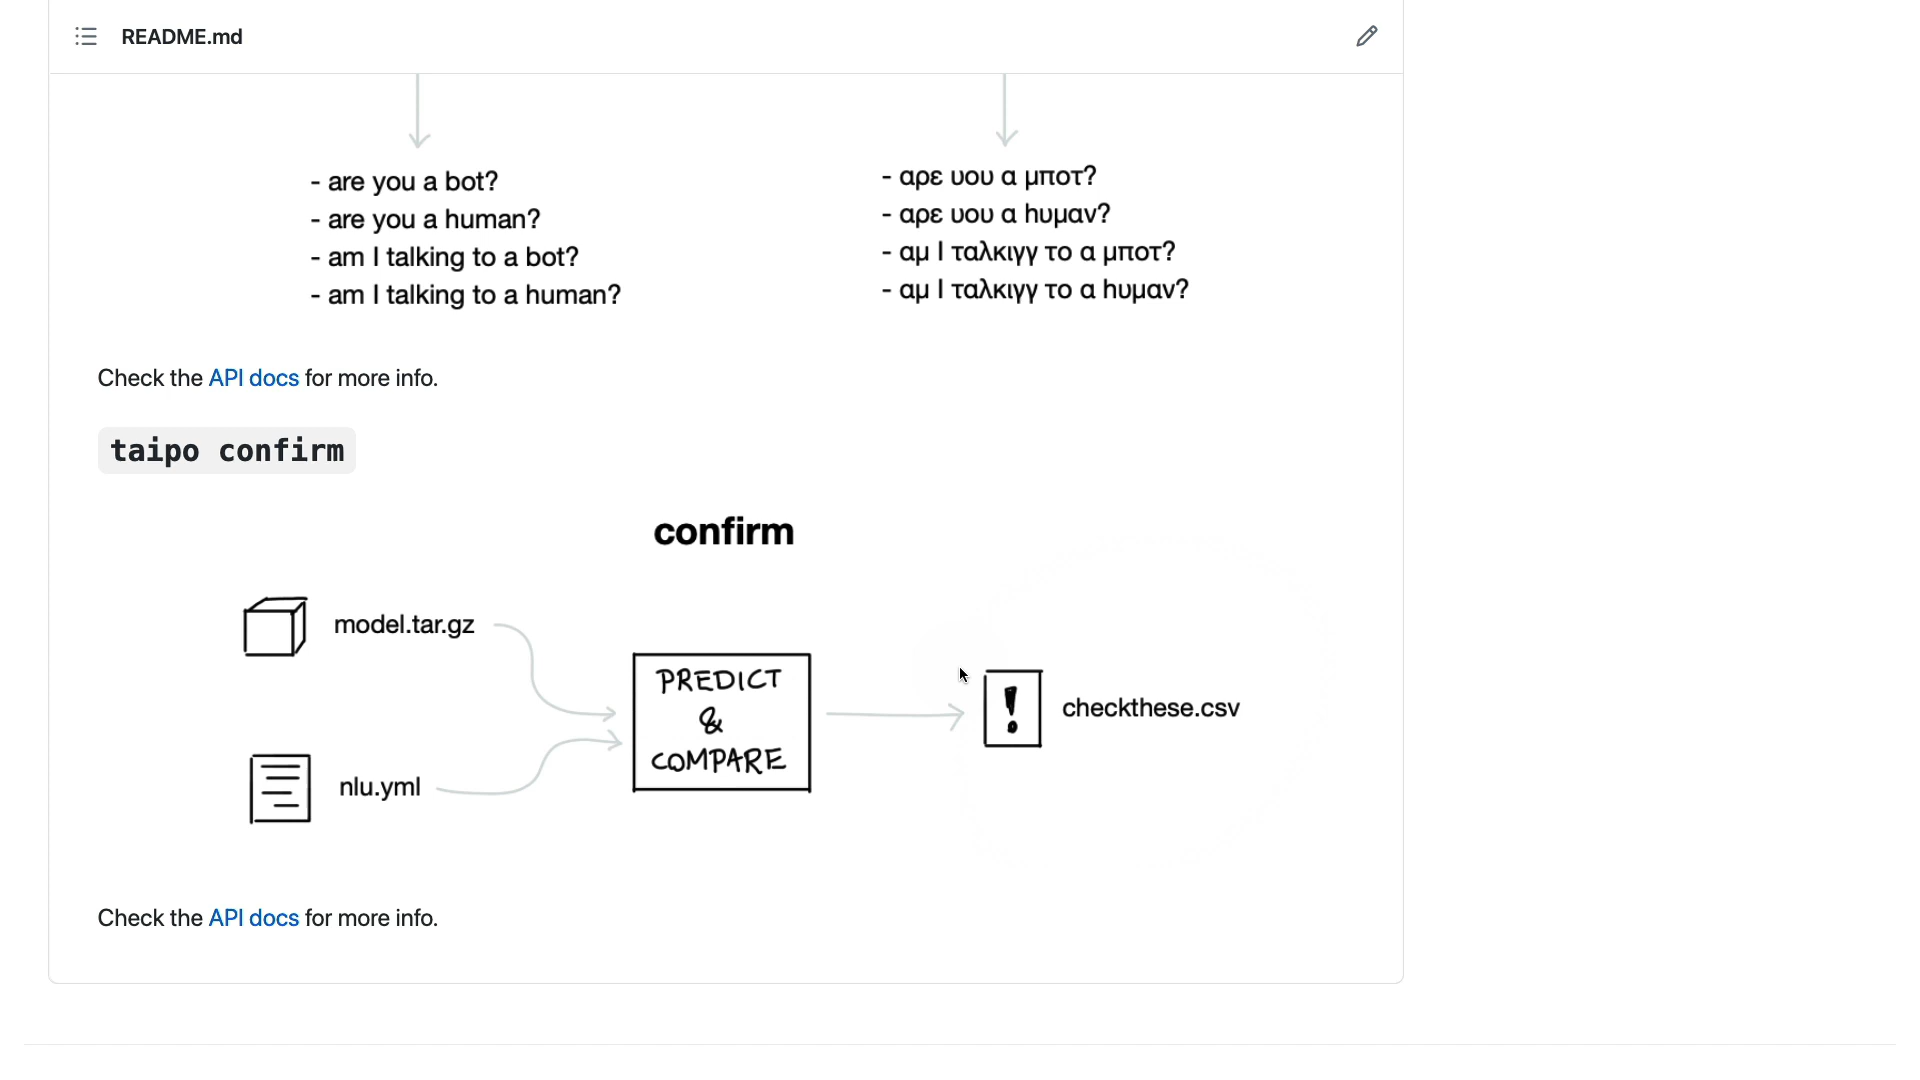 README.md
- are you a bot?
- are you a human?
- am I talking to a bot?
- am I talking to a human?
- αρε υου α μποτ?
- αρε υου α hυμαν?
- αμ I ταλκιγγ το α μποτ?
- αμ I ταλκιγγ το α hυμαν?
Check the API docs for more info.
taipo confirm
confirm
model.tar.gz
nlu.yml
PREDICT
&
COMPARE
!
checkthese.csv
Check the API docs for more info.